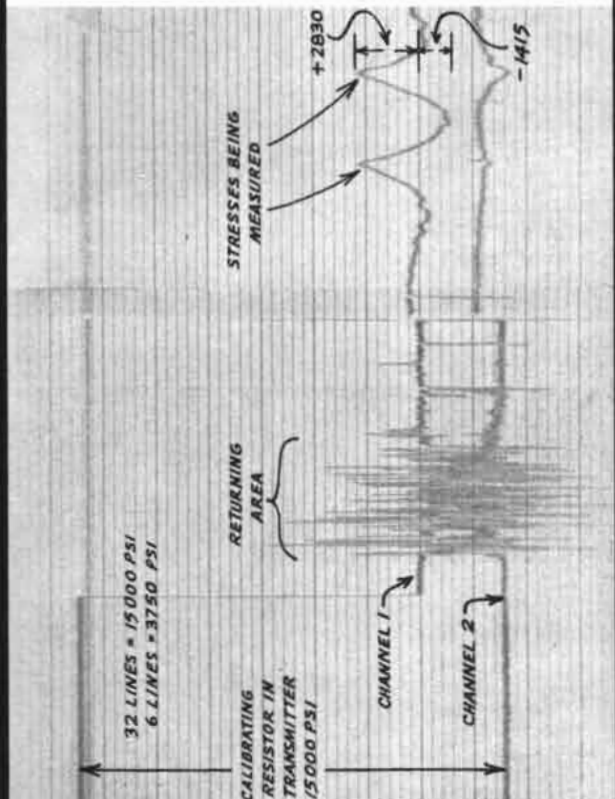 +2830
-1415
STRESSES BEING
MEASURED
RETURNING
AREA
32 LINES = 15000 PSI
6 LINES = 3750 PSI
CALIBRATING
RESISTOR IN
TRANSMITTER
15000 PSI
CHANNEL 1
CHANNEL 2